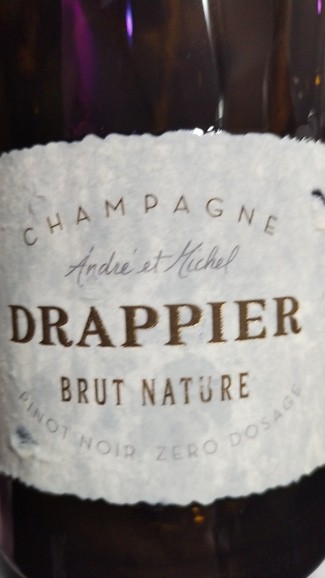 CHAMPAGNE
André et Michel
DRAPPIER
BRUT NATURE
PINOT NOIR ZERO DOSAGE